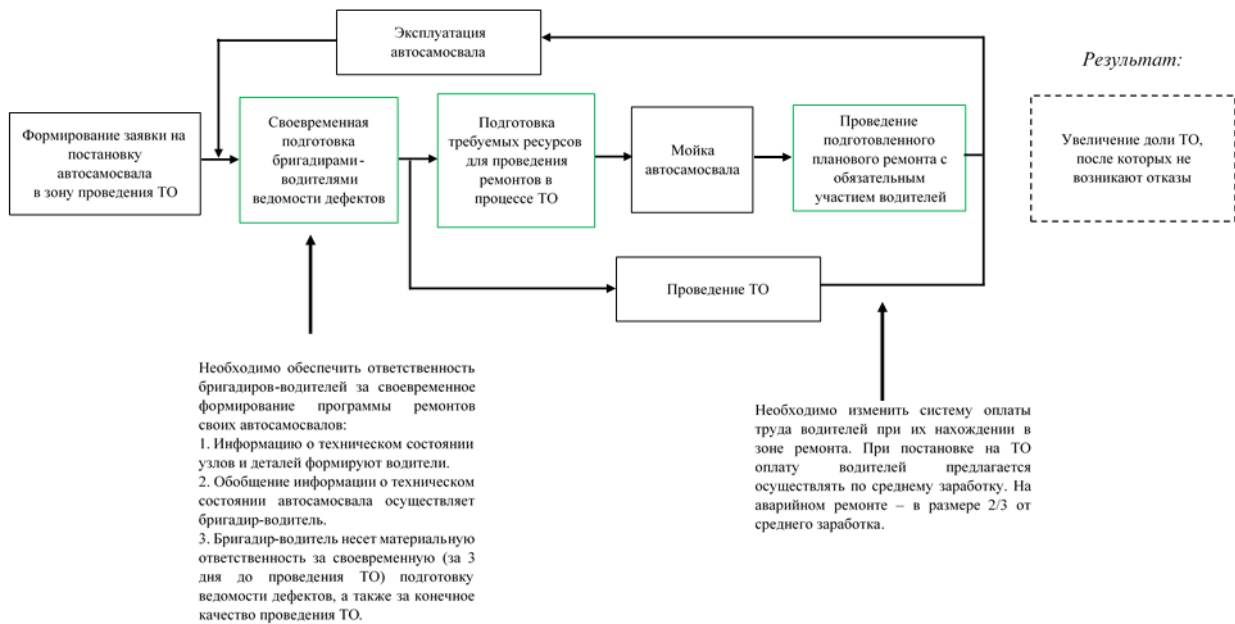 Эксплуатация
автосамосвала
Результат:
Формирование заявки на
постановку
автосамосвала
в зону проведения ТО
Своевременная
подготовка
бригадирами-
водителями
ведомости дефектов
Подготовка
требуемых ресурсов
для проведения
ремонтов в
процессе ТО
Мойка
автосамосвала
Проведение
подготовленного
планового ремонта с
обязательным
участием водителей
Увеличение доли ТО,
после которых не
возникают отказы
Проведение ТО
Необходимо обеспечить ответственность
бригадиров-водителей за своевременное
формирование программы ремонтов
своих автосамосвалов:
1. Информацию о техническом состоянии
узлов и деталей формируют водители.
2. Обобщение информации о техническом
состоянии автосамосвала осуществляет
бригадир-водитель.
3. Бригадир-водитель несет материальную
ответственность за своевременную (за 3
дня до проведения ТО) подготовку
ведомости дефектов, а также за конечное
качество проведения ТО.
Необходимо изменить систему оплаты
труда водителей при их нахождении в
зоне ремонта. При постановке на ТО
оплату водителей предлагается
осуществлять по среднему заработку. На
аварийном ремонте – в размере 2/3 от
среднего заработка.